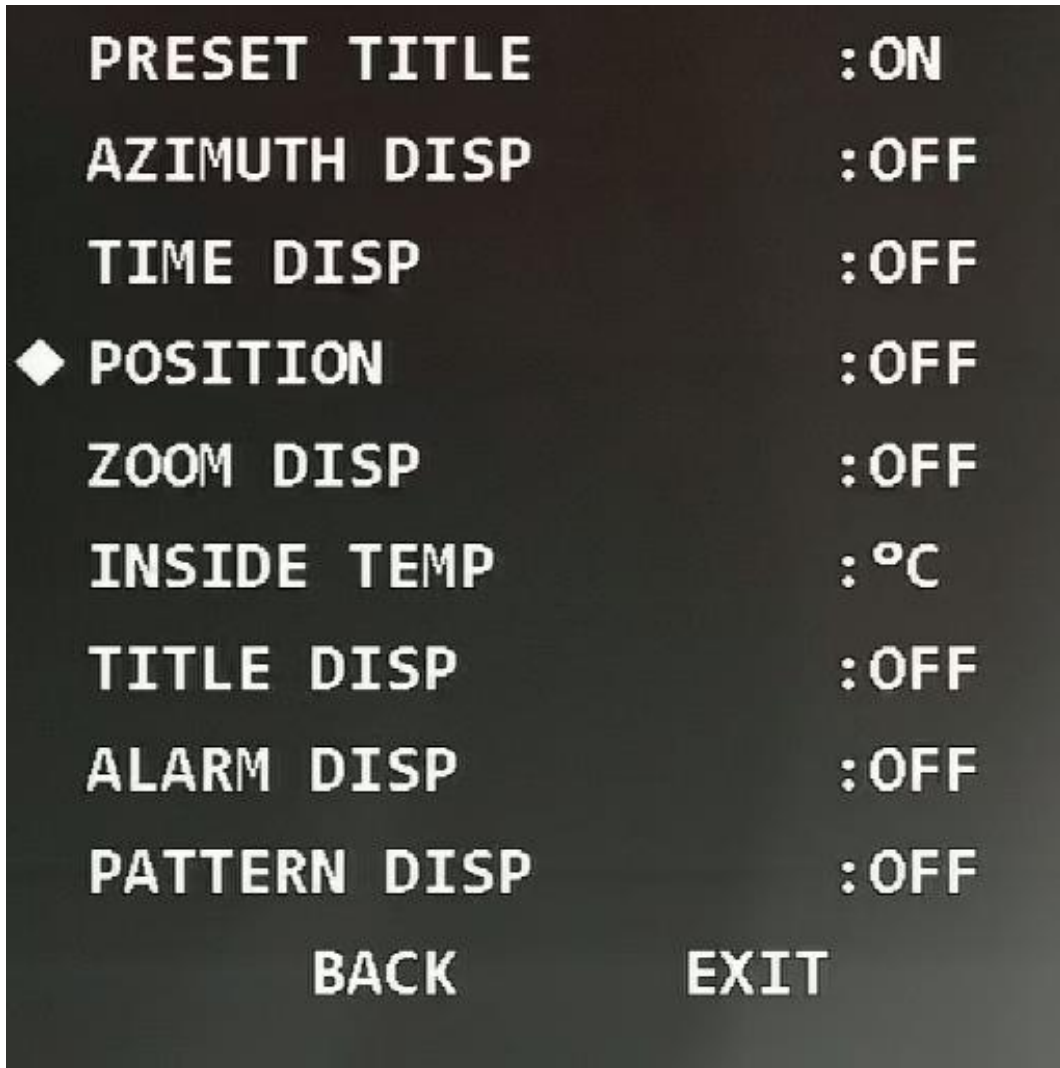 PRESET TITLE :ON
AZIMUTH DISP :OFF
TIME DISP :OFF
POSITION :OFF
ZOOM DISP :OFF
INSIDE TEMP :ºC
TITLE DISP :OFF
ALARM DISP :OFF
PATTERN DISP :OFF
BACK EXIT